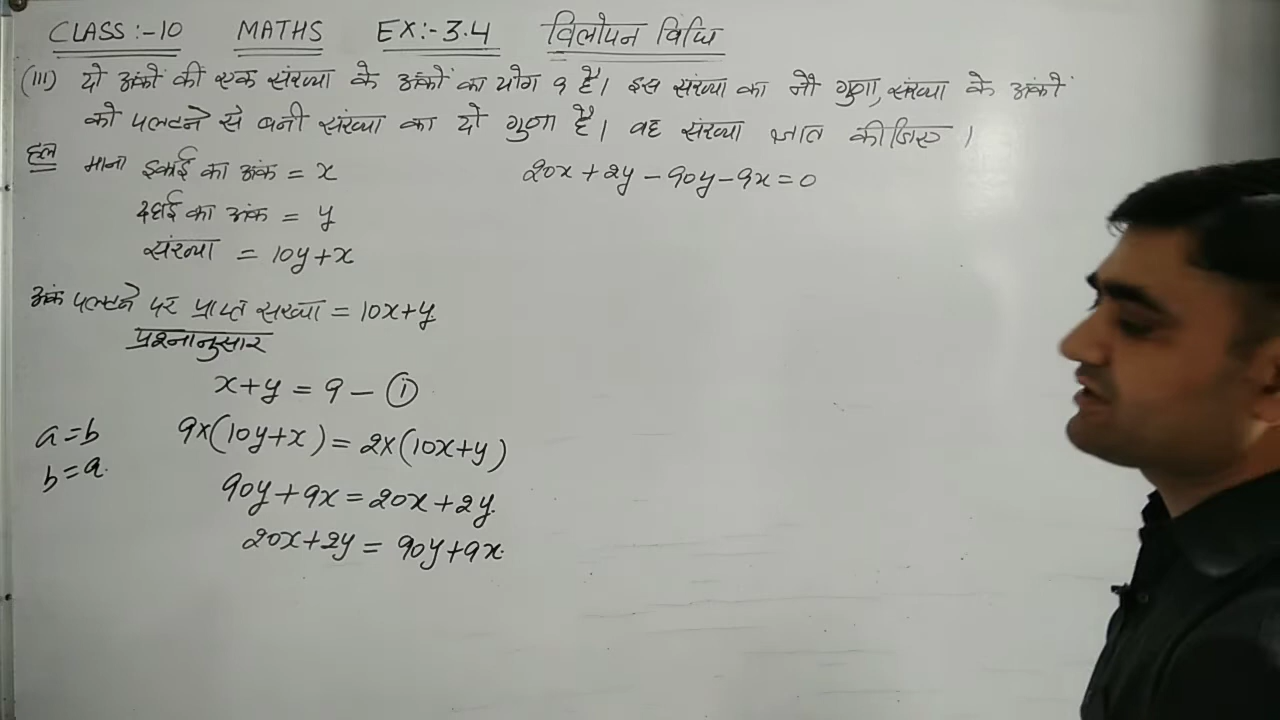 CLASS:-10 MATHS EX:-3.4 विलोपन विधि
(III) दो अंकों की एक संख्या के अंकों का योग 9 है। इस संख्या का नौ गुणा, संख्या के अंकों
को पलटने से बनी संख्या का दो गुणा है। वह संख्या ज्ञात कीजिए।
हल माना इकाई का अंक = x
दहाई का अंक = y
संख्या = 10y+x
अंक पलटने पर प्राप्त सख्या = 10x+y
प्रश्नानुसार
x+y = 9 — ①
9×(10y+x) = 2×(10x+y)
90y+9x = 20x+2y.
20x+2y = 90y+9x.
a=b
b=a.
20x+2y-90y-9x=0